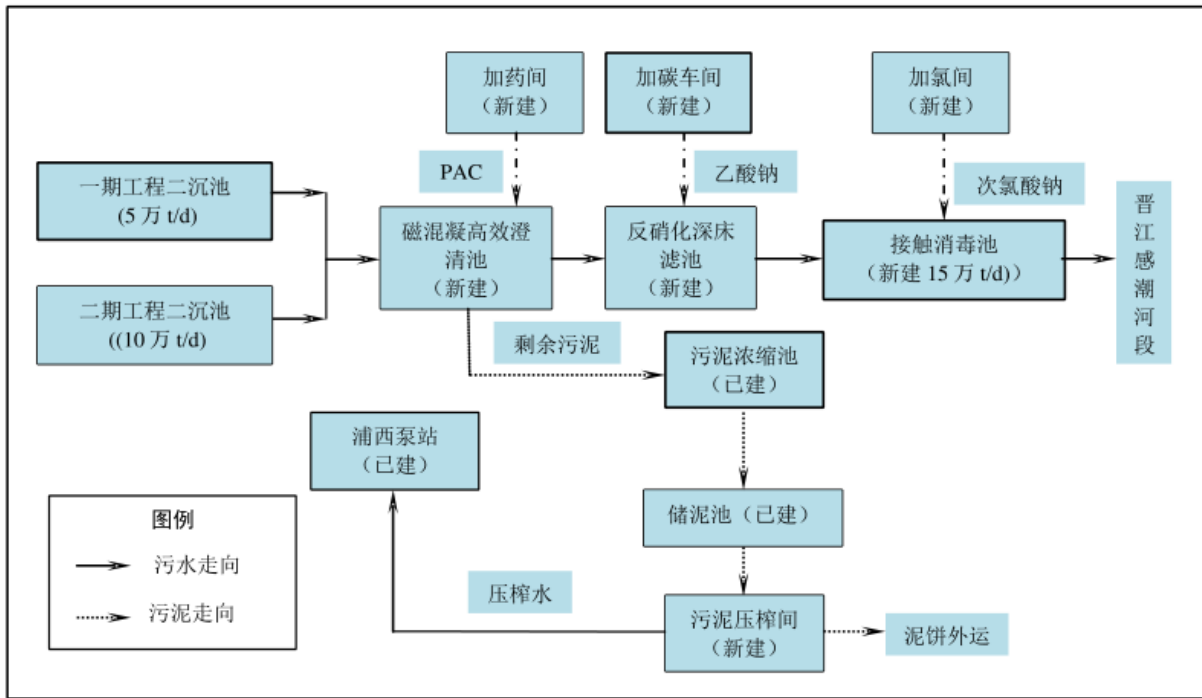 加药间
（新建）
加碳车间
（新建）
加氯间
（新建）
PAC
乙酸钠
次氯酸钠
一期工程二沉池
(5 万 t/d)
二期工程二沉池
((10 万 t/d)
磁混凝高效澄
清池
（新建）
反硝化深床
滤池
（新建）
接触消毒池
（新建 15 万 t/d)）
晋
江
感
潮
河
段
剩余污泥
污泥浓缩池
（已建）
浦西泵站
（已建）
储泥池（已建）
压榨水
污泥压榨间
（新建）
泥饼外运
图例
污水走向
污泥走向